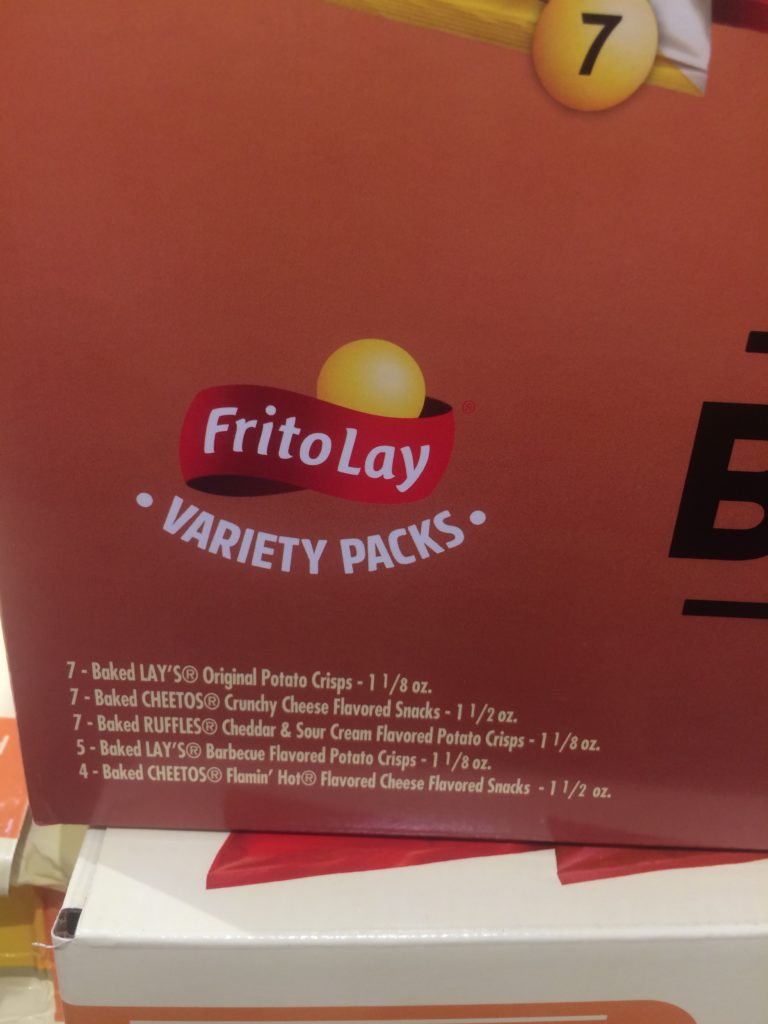 7
FritoLay
®
• VARIETY PACKS •
B
7 - Baked LAY'S® Original Potato Crisps - 1 1/8 oz.
7 - Baked CHEETOS® Crunchy Cheese Flavored Snacks - 1 1/2 oz.
7 - Baked RUFFLES® Cheddar & Sour Cream Flavored Potato Crisps - 1 1/8 oz.
5 - Baked LAY'S® Barbecue Flavored Potato Crisps - 1 1/8 oz.
4 - Baked CHEETOS® Flamin' Hot® Flavored Cheese Flavored Snacks - 1 1/2 oz.